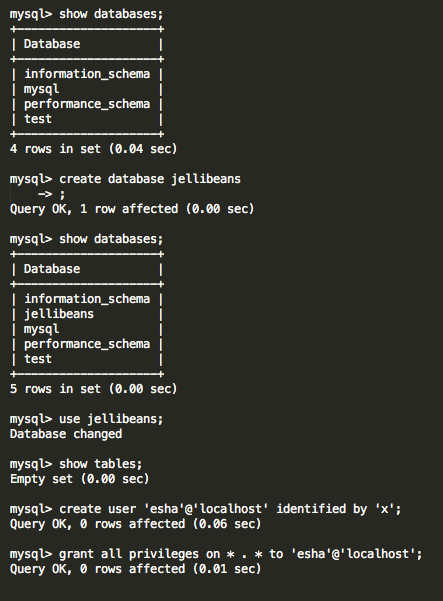 mysql> show databases;
+--------------------+
| Database           |
+--------------------+
| information_schema |
| mysql              |
| performance_schema |
| test               |
+--------------------+
4 rows in set (0.04 sec)
mysql> create database jellibeans
    -> ;
Query OK, 1 row affected (0.00 sec)
mysql> show databases;
+--------------------+
| Database           |
+--------------------+
| information_schema |
| jellibeans         |
| mysql              |
| performance_schema |
| test               |
+--------------------+
5 rows in set (0.00 sec)
mysql> use jellibeans;
Database changed
mysql> show tables;
Empty set (0.00 sec)
mysql> create user 'esha'@'localhost' identified by 'x';
Query OK, 0 rows affected (0.06 sec)
mysql> grant all privileges on * . * to 'esha'@'localhost';
Query OK, 0 rows affected (0.01 sec)